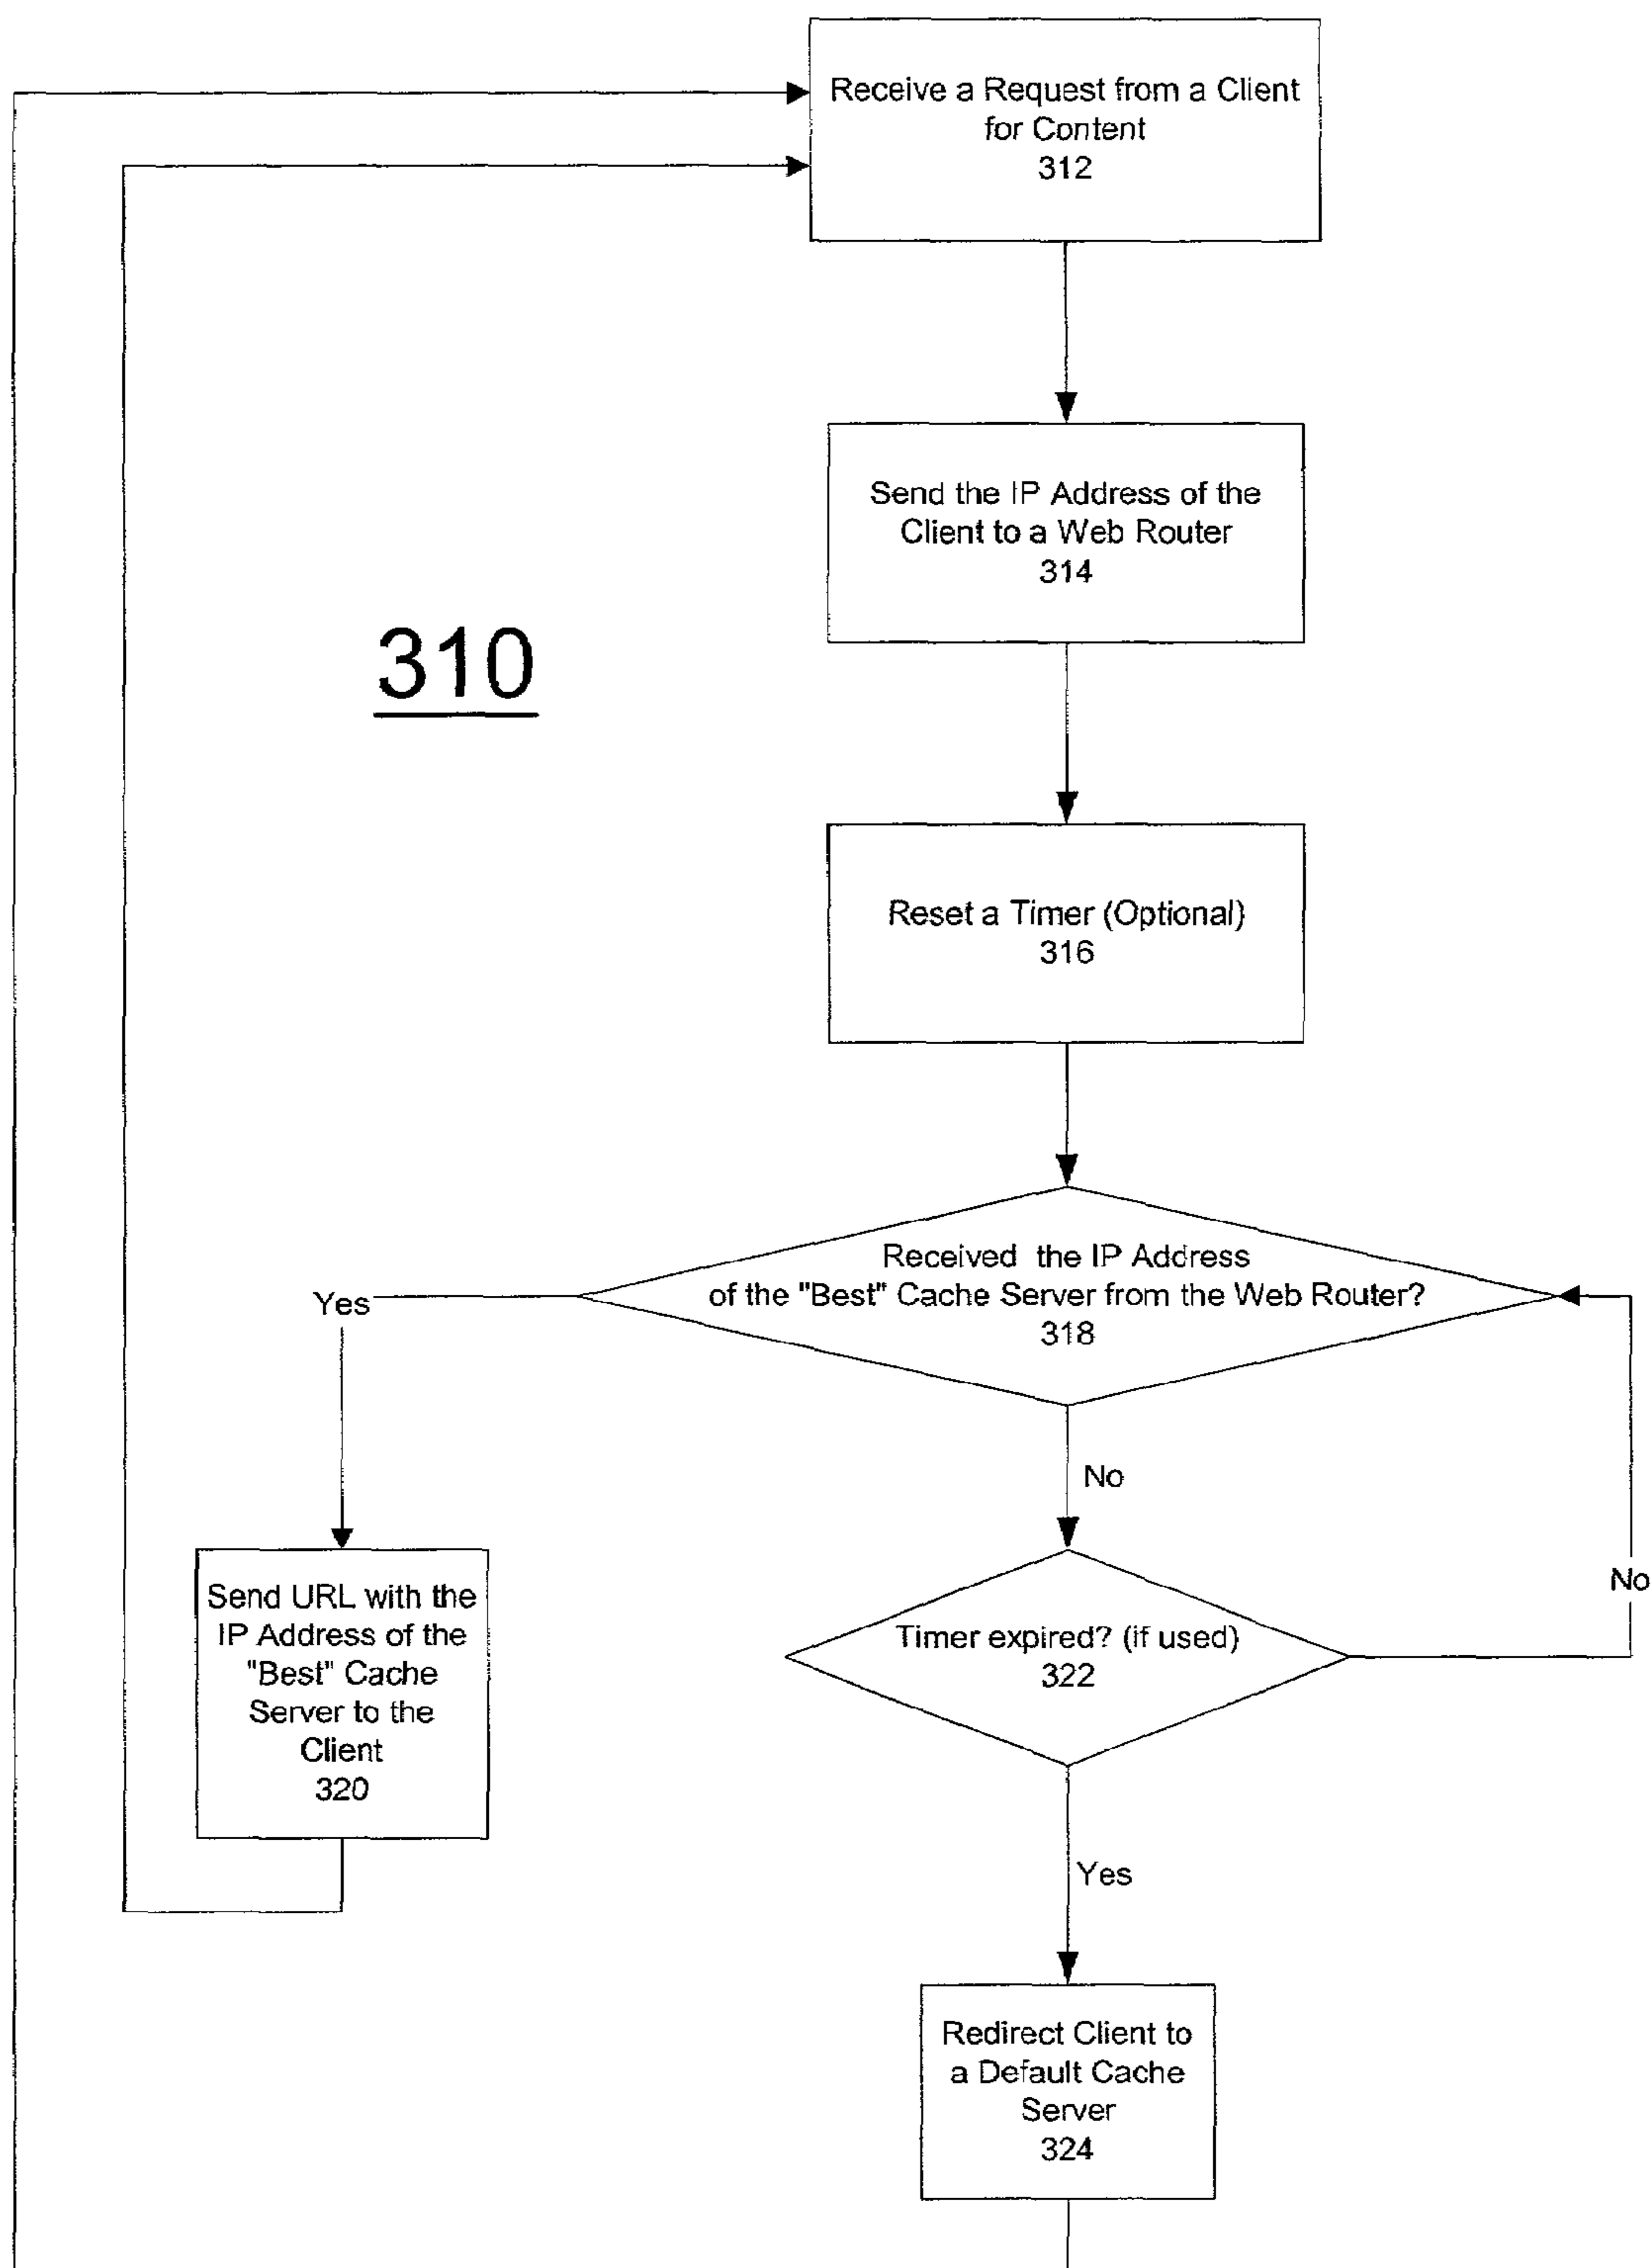 Receive a Request from a Client
for Content
312
Send the IP Address of the
Client to a Web Router
314
310
Reset a Timer (Optional)
316
Received the IP Address
of the "Best" Cache Server from the Web Router?
318
Yes
No
Send URL with the
IP Address of the
"Best" Cache
Server to the
Client
320
Timer expired? (if used)
322
No
Yes
Redirect Client to
a Default Cache
Server
324